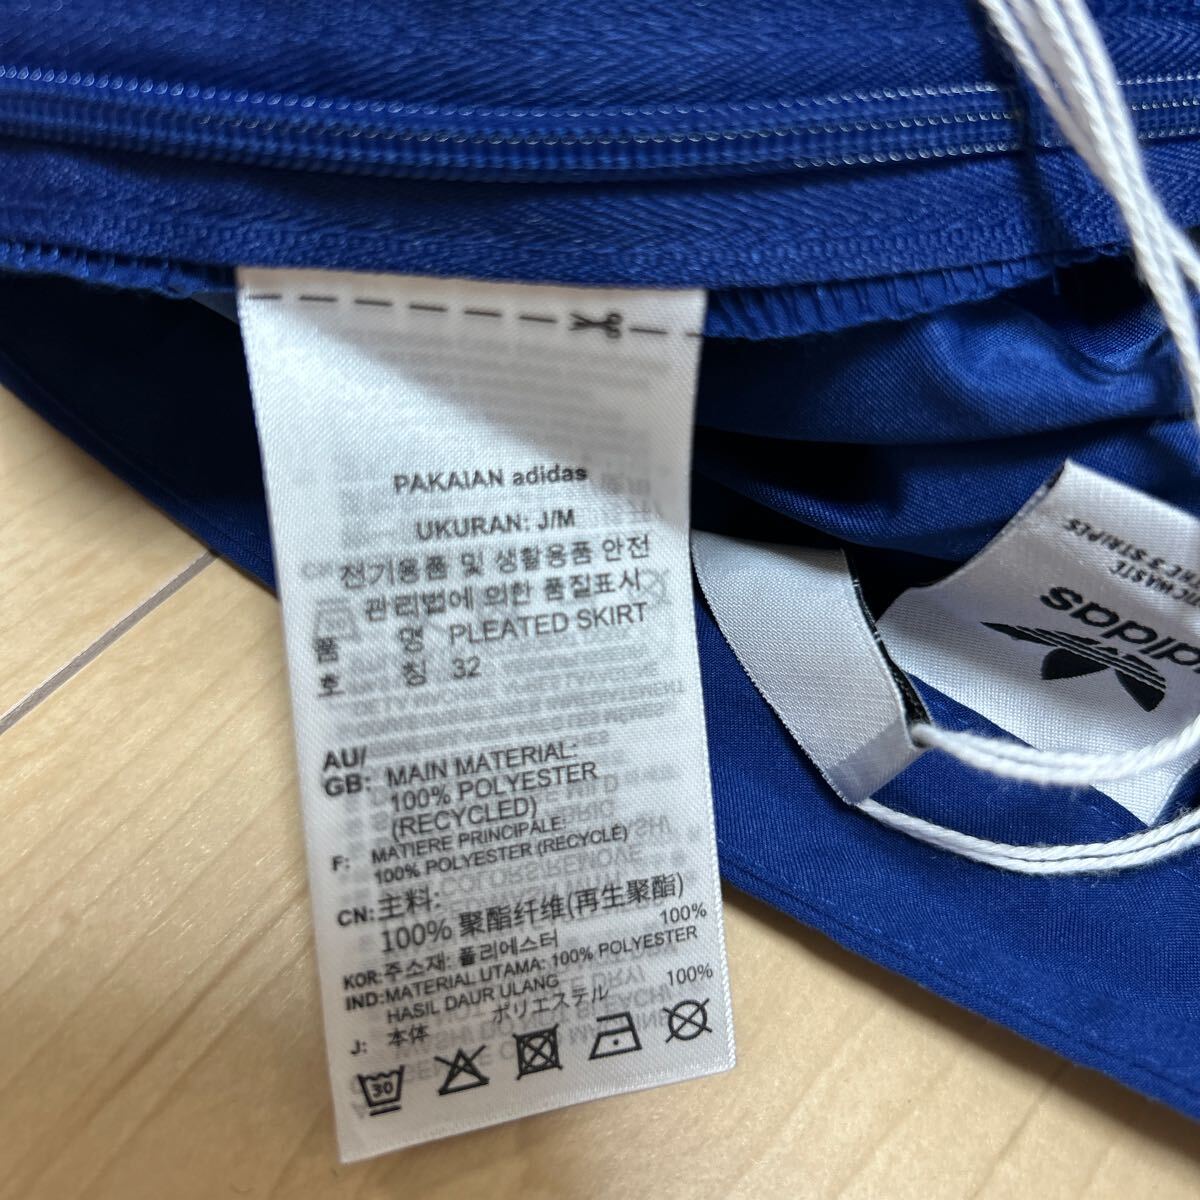 PAKAIAN adidas
UKURAN: J/M
전기용품 및 생활용품 안전
관리법에 의한 품질표시
품 명 PLEATED SKIRT
호 칭 32
AU/
GB: MAIN MATERIAL:
100% POLYESTER
(RECYCLED)
F: MATIERE PRINCIPALE:
100% POLYESTER (RECYCLÉ)
CN: 主料:
100% 聚酯纤维(再生聚酯)
KOR: 주소재: 폴리에스터 100%
IND: MATERIAL UTAMA: 100% POLYESTER
HASIL DAUR ULANG
J: 本体 ポリエステル 100%
30
adidas
3 STRIPES